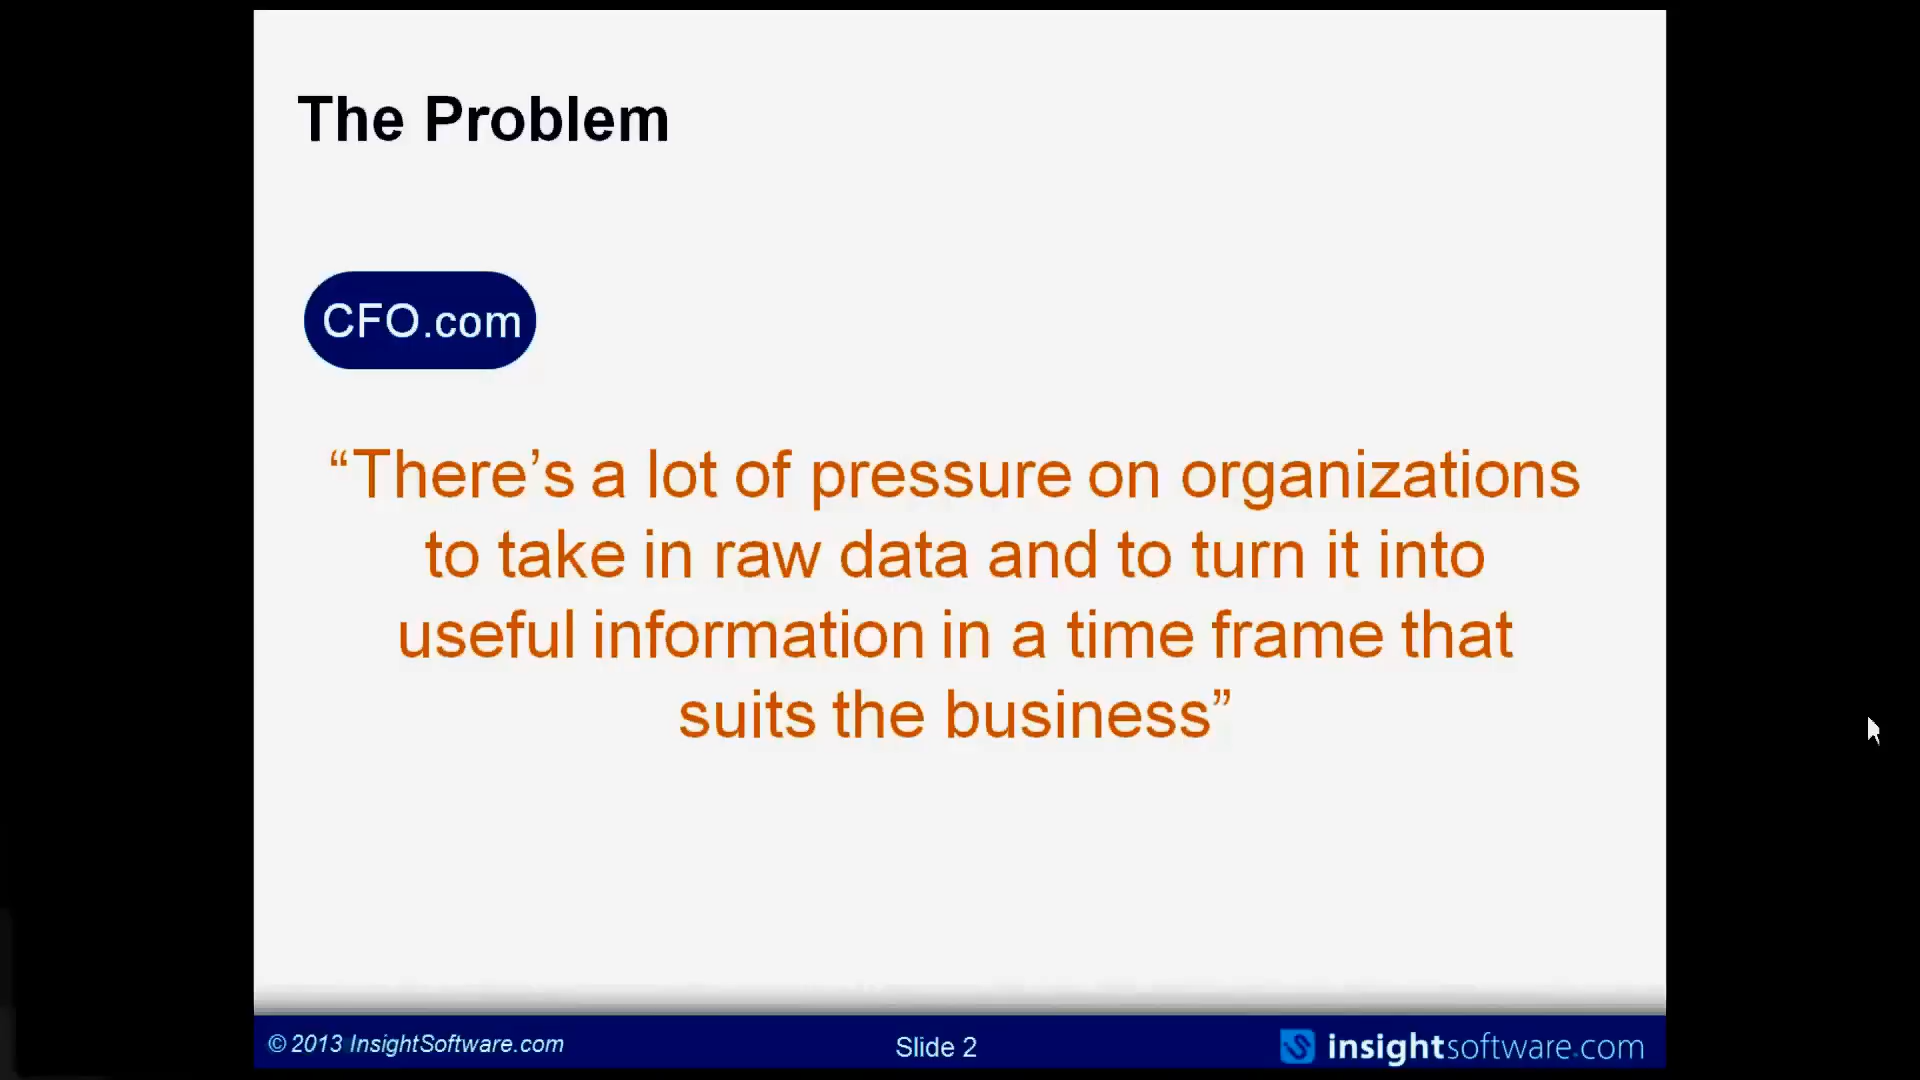 The Problem
CFO.com
“There’s a lot of pressure on organizations
to take in raw data and to turn it into
useful information in a time frame that
suits the business”
© 2013 InsightSoftware.com
Slide 2
insightsoftware.com